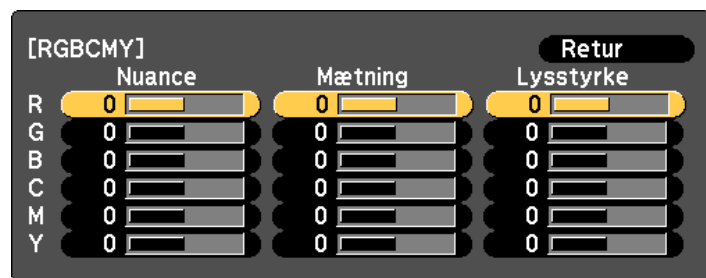 [RGBCMY] Retur
Nuance Mætning Lysstyrke
R 0 0 0
G 0 0 0
B 0 0 0
C 0 0 0
M 0 0 0
Y 0 0 0